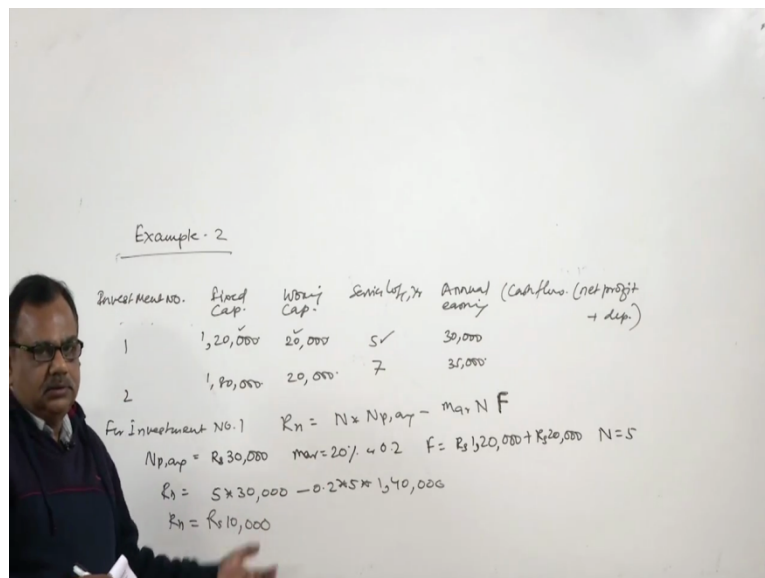 Example - 2
Investment NO. Fixed Cap. Working Cap. Service life, yr Annual earning (Cashflows. (net profit + dep.)
1 1,20,000 20,000 5✓ 30,000
2 1,80,000. 20,000. 7 35,000.
For Investment NO. 1 Rn = N* Np,avg - mar N F
Np,avg = Rs 30,000 mar = 20% = 0.2 F = Rs 1,20,000 + Rs 20,000 N=5
Rn = 5*30,000 - 0.2*5* 1,40,000
Rn = Rs 10,000